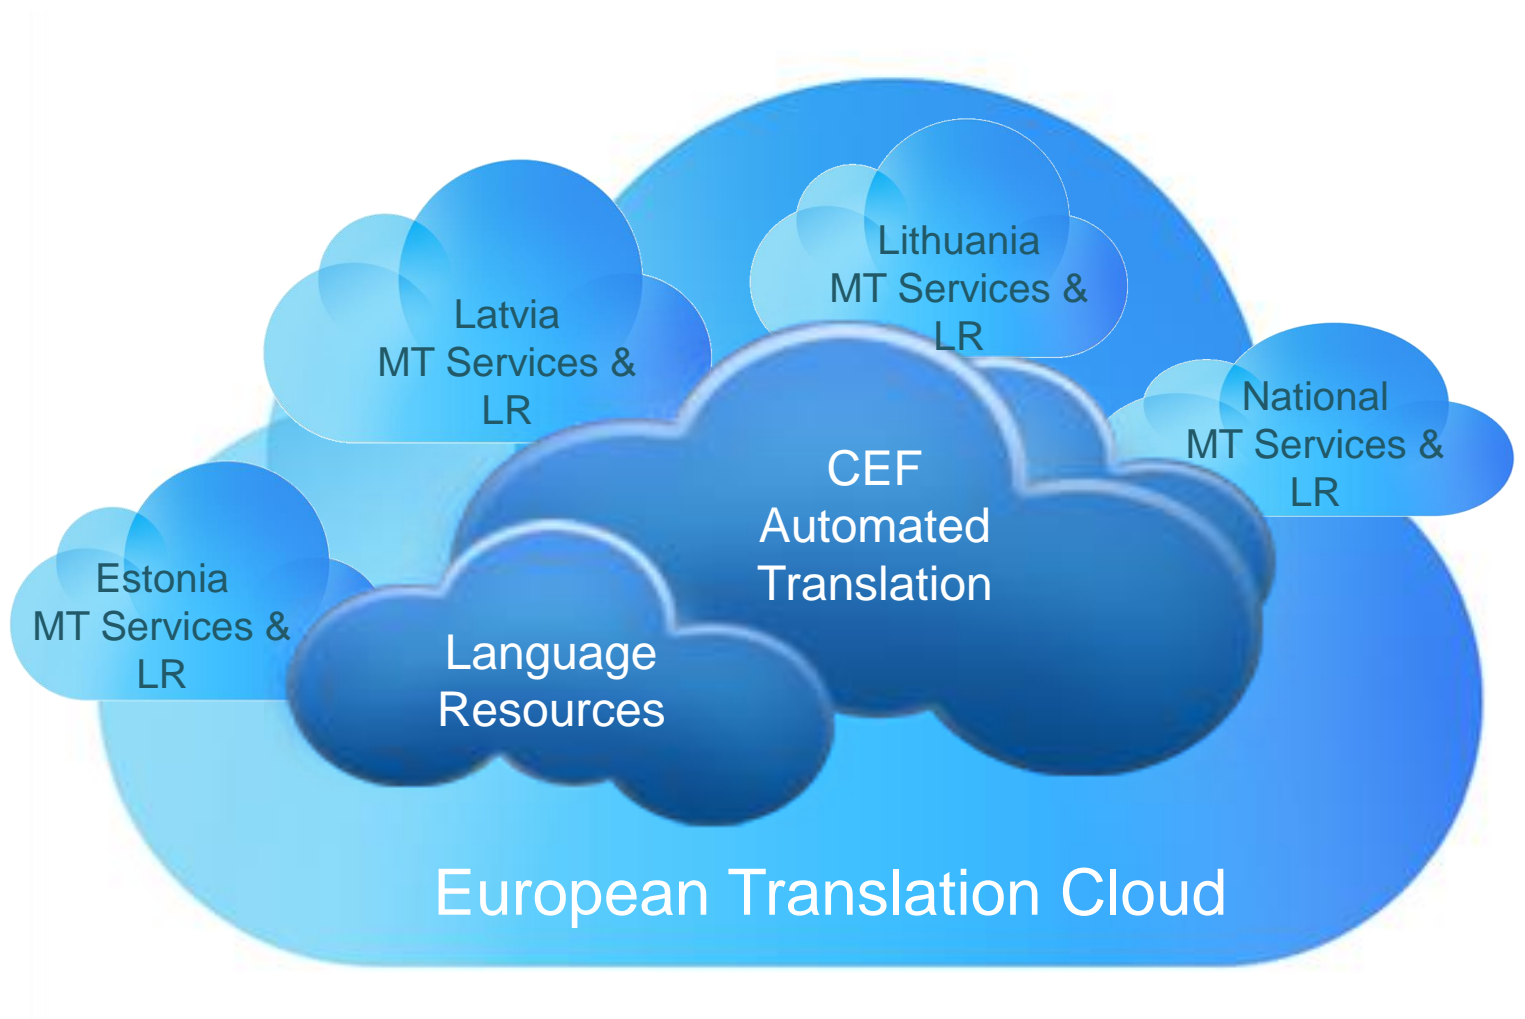 Lithuania
MT Services &
LR
Latvia
MT Services &
LR
National
MT Services &
LR
CEF
Automated
Translation
Estonia
MT Services &
LR
Language
Resources
European Translation Cloud